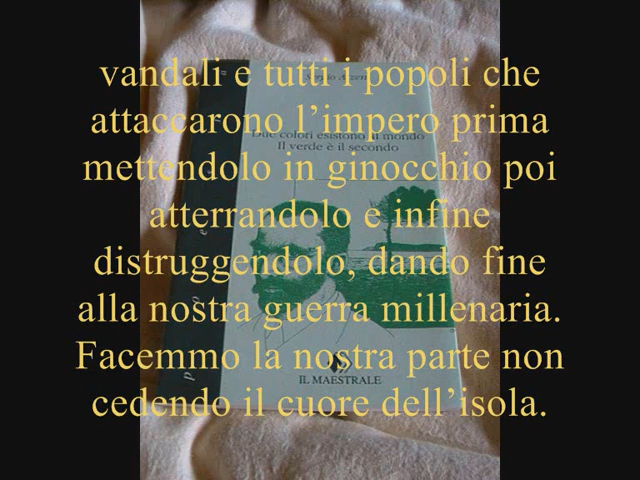 vandali e tutti i popoli che
attaccarono l’impero prima
mettendolo in ginocchio poi
atterrandolo e infine
distruggendolo, dando fine
alla nostra guerra millenaria.
Facemmo la nostra parte non
cedendo il cuore dell’isola.
Due colori esistono al mondo
Il verde è il secondo
IL MAESTRALE